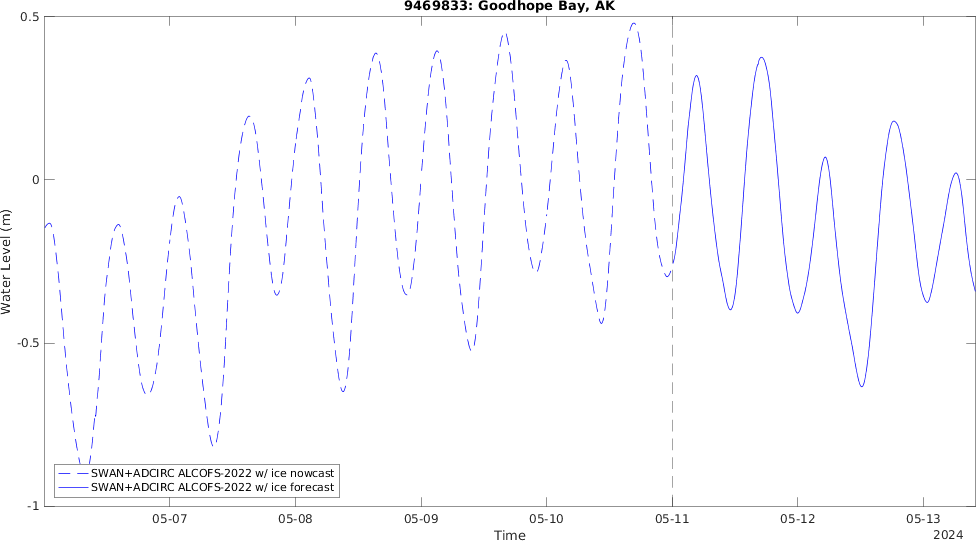 9469833: Goodhope Bay, AK
0.5
0
-0.5
-1
Water Level (m)
SWAN+ADCIRC ALCOFS-2022 w/ ice nowcast
SWAN+ADCIRC ALCOFS-2022 w/ ice forecast
05-07 05-08 05-09 05-10 05-11 05-12 05-13
Time
2024